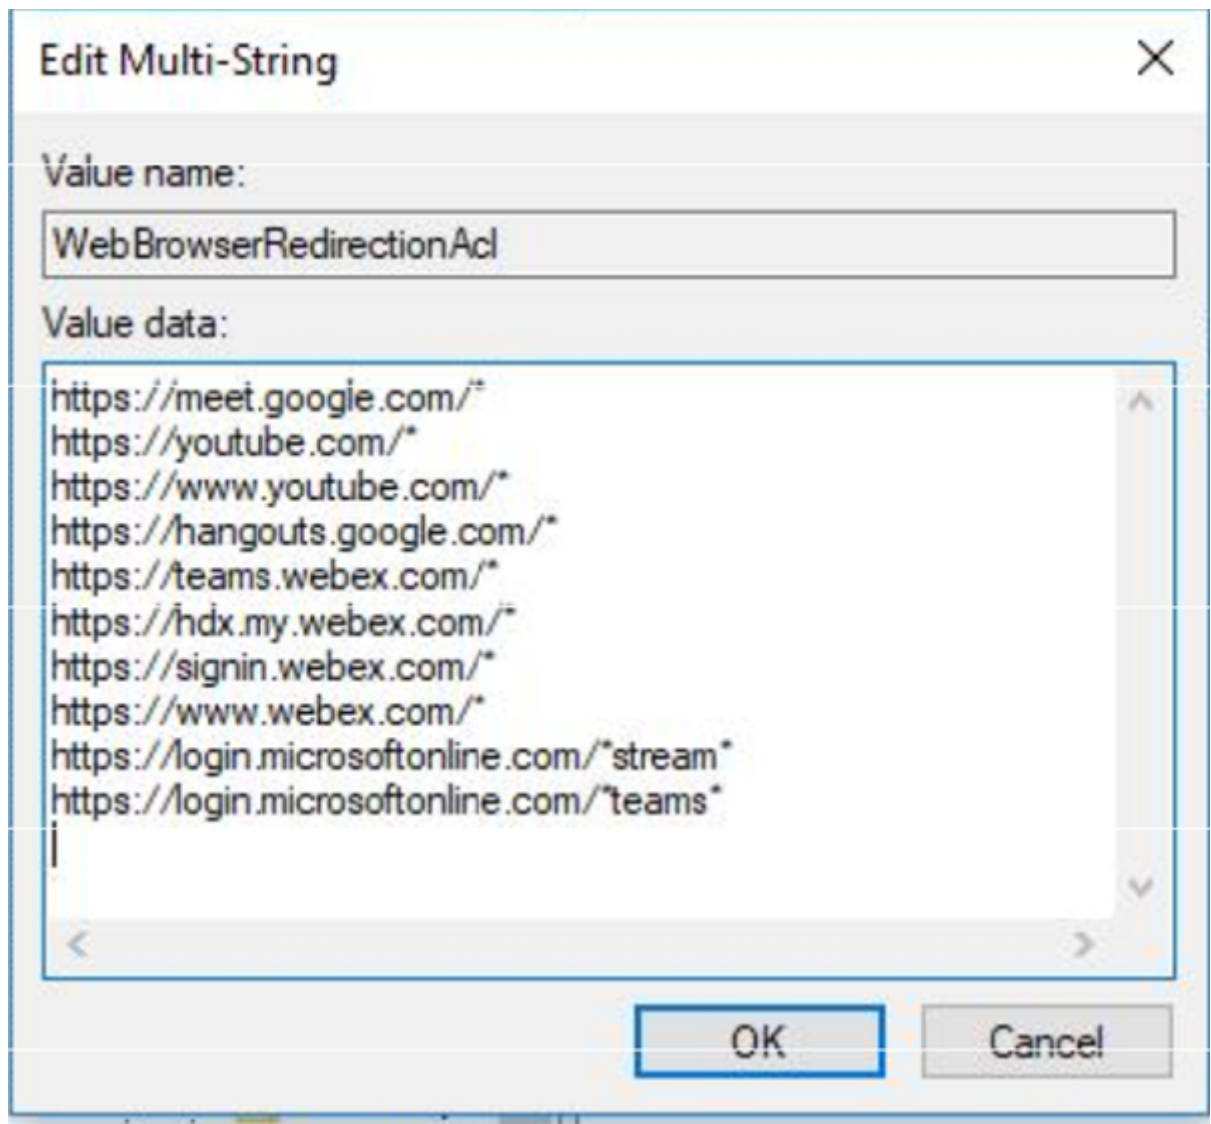 Edit Multi-String
Value name:
WebBrowserRedirectionAcl
Value data:
https://meet.google.com/*
https://youtube.com/*
https://www.youtube.com/*
https://hangouts.google.com/*
https://teams.webex.com/*
https://hdx.my.webex.com/*
https://signin.webex.com/*
https://www.webex.com/*
https://login.microsoftonline.com/*stream*
https://login.microsoftonline.com/*teams*
OK
Cancel